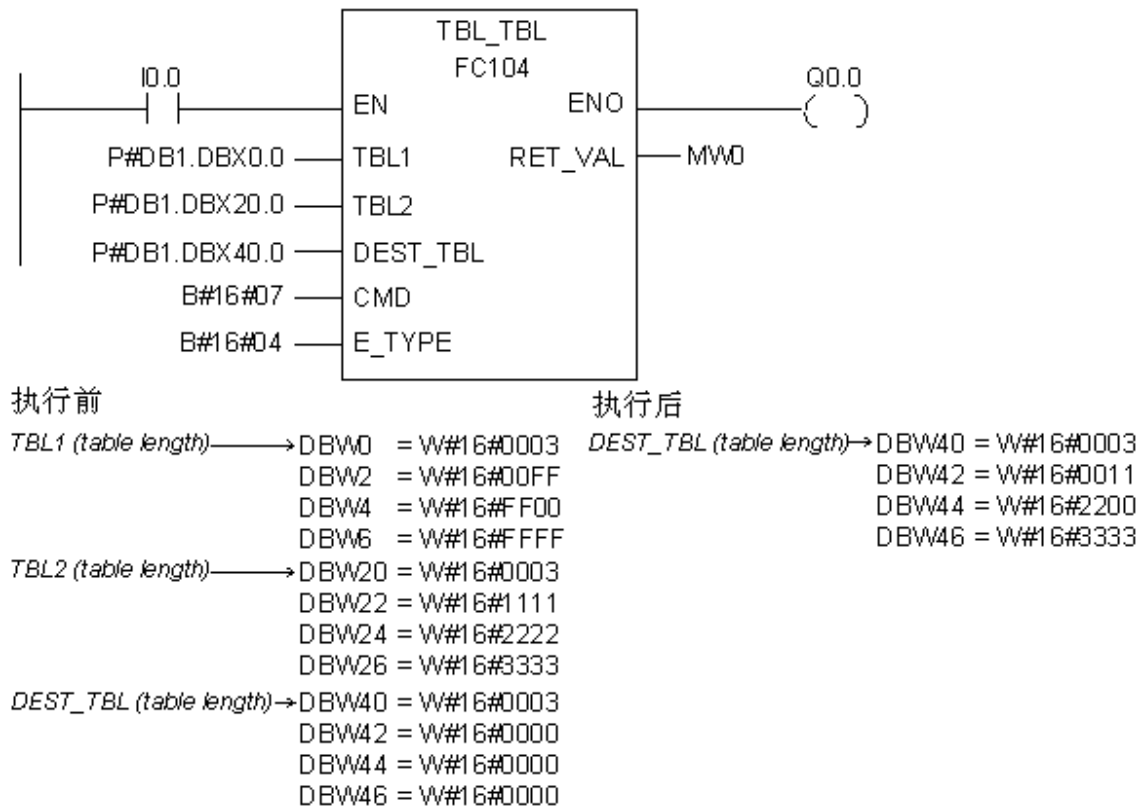 TBL_TBL
FC104
I0.0
Q0.0
EN
ENO
P#DB1.DBX0.0
TBL1
RET_VAL
MW0
P#DB1.DBX20.0
TBL2
P#DB1.DBX40.0
DEST_TBL
B#16#07
CMD
B#16#04
E_TYPE
执行前
TBL1 (table length) DBW0 = W#16#0003
DBW2 = W#16#00FF
DBW4 = W#16#FF00
DBW6 = W#16#FFFF
TBL2 (table length) DBW20 = W#16#0003
DBW22 = W#16#1111
DBW24 = W#16#2222
DBW26 = W#16#3333
DEST_TBL (table length) DBW40 = W#16#0003
DBW42 = W#16#0000
DBW44 = W#16#0000
DBW46 = W#16#0000
执行后
DEST_TBL (table length) DBW40 = W#16#0003
DBW42 = W#16#0011
DBW44 = W#16#2200
DBW46 = W#16#3333